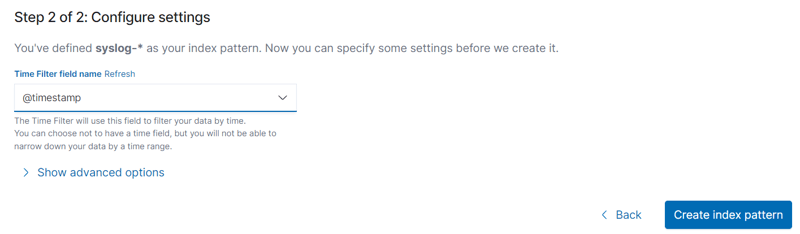 Step 2 of 2: Configure settings
You've defined syslog-* as your index pattern. Now you can specify some settings before we create it.
Time Filter field name Refresh
@timestamp
The Time Filter will use this field to filter your data by time.
You can choose not to have a time field, but you will not be able to
narrow down your data by a time range.
Show advanced options
Back
Create index pattern